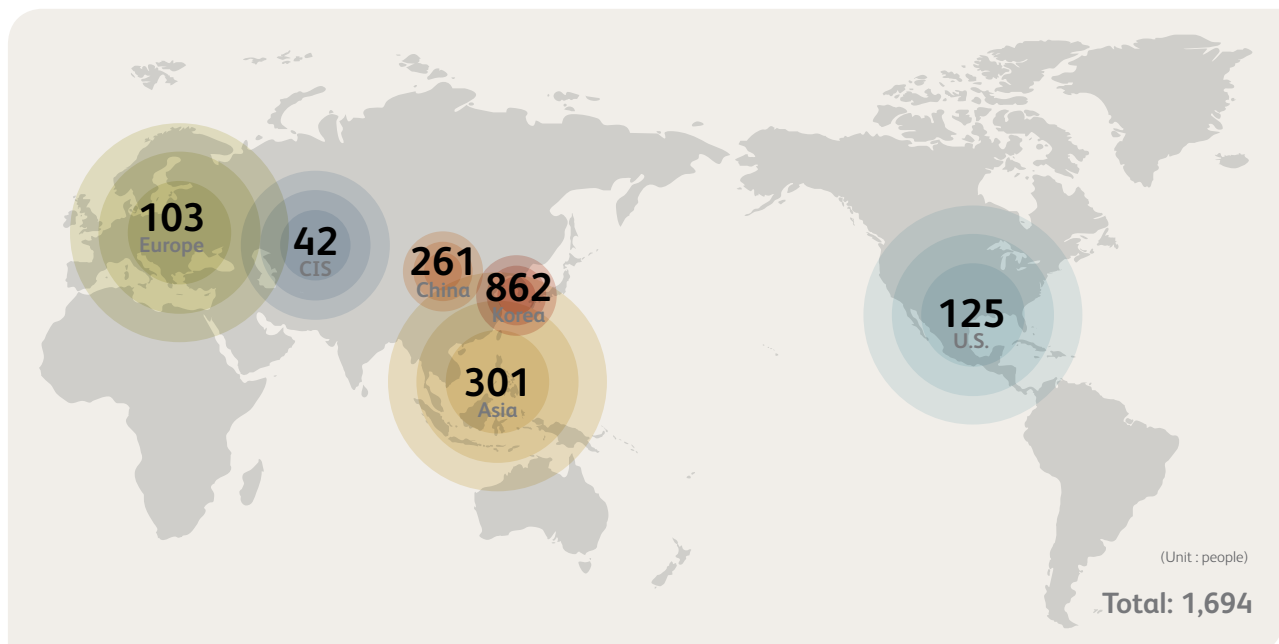 103
Europe
42
CIS
261
China
862
Korea
301
Asia
125
U.S.
(Unit : people)
Total: 1,694